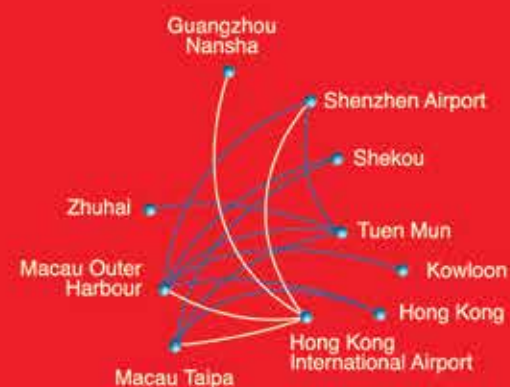 Guangzhou
Nansha
Shenzhen Airport
Shekou
Zhuhai
Tuen Mun
Macau Outer
Harbour
Kowloon
Hong Kong
Hong Kong
International Airport
Macau Taipa